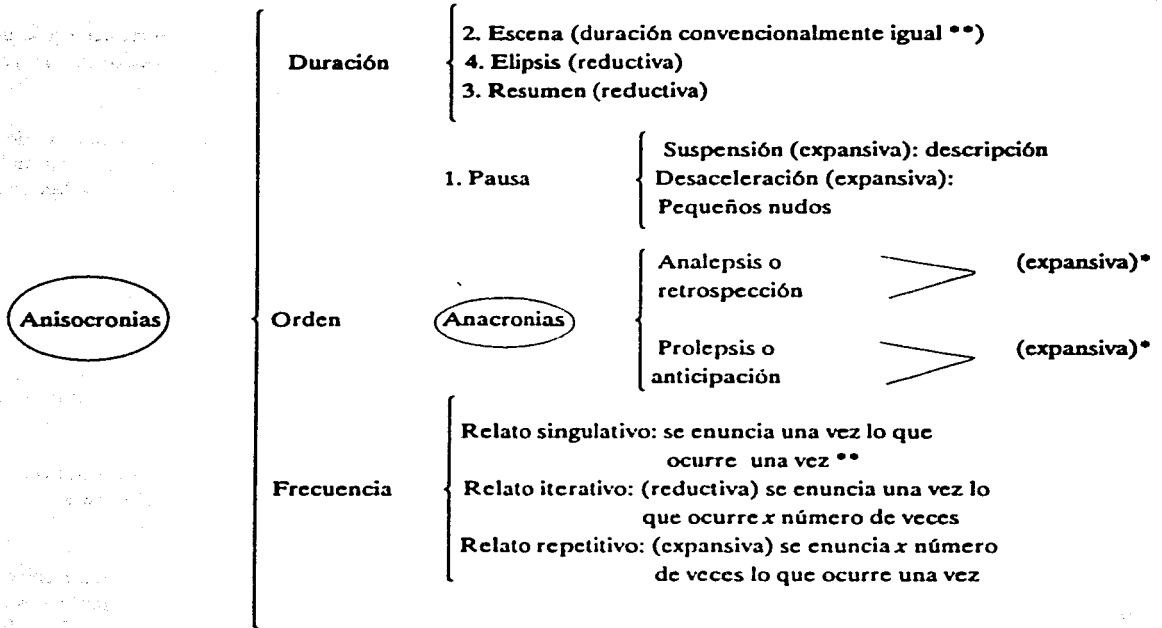 2. Escena (duración convencionalmente igual **)
Duración
4. Elipsis (reductiva)
3. Resumen (reductiva)
Suspensión (expansiva): descripción
1. Pausa
Desaceleración (expansiva):
Pequeños nudos
Analepsis o
(expansiva)*
retrospección
Anisocronias
Orden
Anacronias
Prolepsis o
(expansiva)*
anticipación
Relato singulativo: se enuncia una vez lo que
ocurre una vez **
Frecuencia
Relato iterativo: (reductiva) se enuncia una vez lo
que ocurre x número de veces
Relato repetitivo: (expansiva) se enuncia x número
de veces lo que ocurre una vez